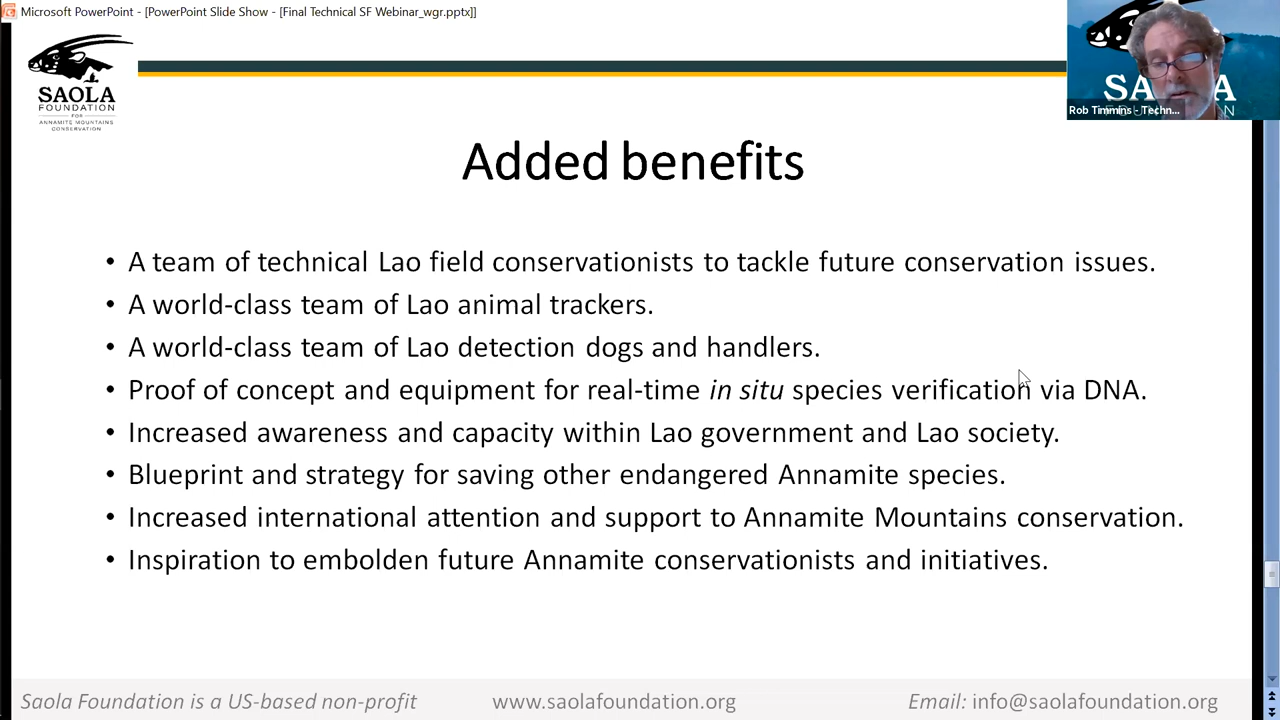 Microsoft PowerPoint - [PowerPoint Slide Show - [Final Technical SF Webinar_wgr.pptx]]
SAOLA
FOUNDATION
FOR
ANNAMITE MOUNTAINS
CONSERVATION
SA A
Rob Timmins - Techn...
N
Added benefits
• A team of technical Lao field conservationists to tackle future conservation issues.
• A world-class team of Lao animal trackers.
• A world-class team of Lao detection dogs and handlers.
• Proof of concept and equipment for real-time in situ species verification via DNA.
• Increased awareness and capacity within Lao government and Lao society.
• Blueprint and strategy for saving other endangered Annamite species.
• Increased international attention and support to Annamite Mountains conservation.
• Inspiration to embolden future Annamite conservationists and initiatives.
Saola Foundation is a US-based non-profit www.saolafoundation.org Email: info@saolafoundation.org